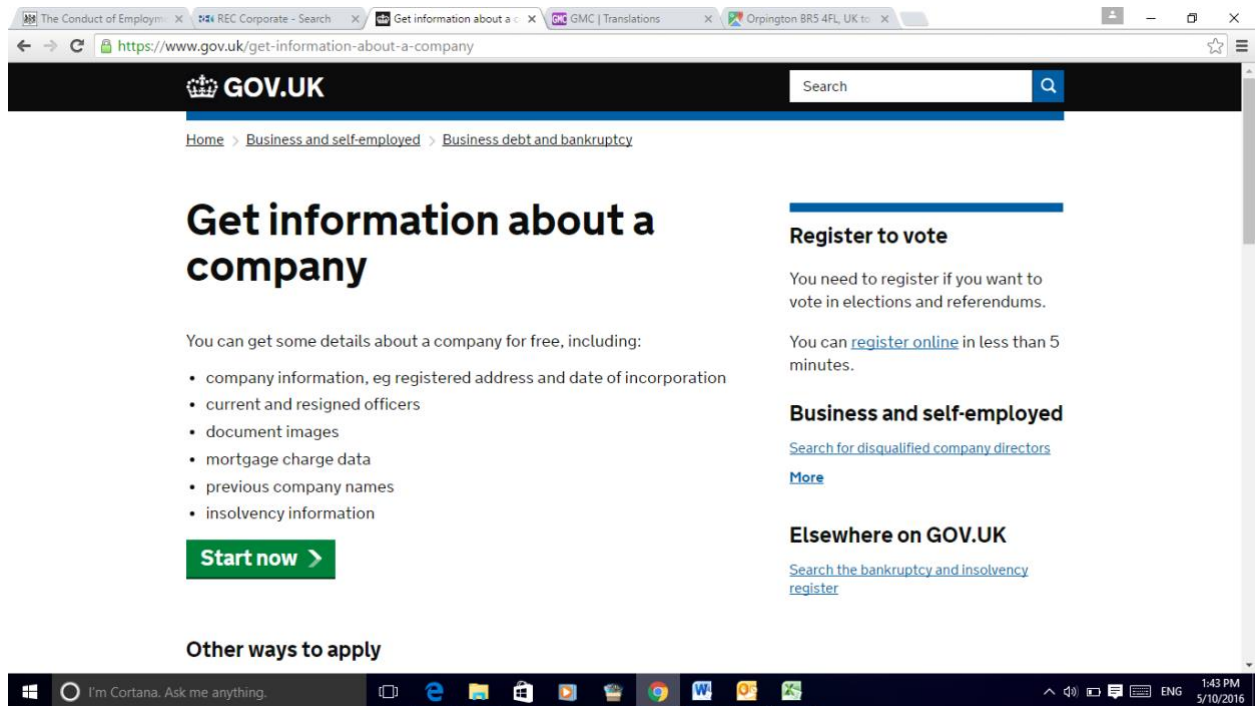 The Conduct of Employm
REC Corporate - Search
Get information about a c
GMC | Translations
Orpington BR5 4FL, UK to
https://www.gov.uk/get-information-about-a-company
GOV.UK
Search
Home > Business and self-employed > Business debt and bankruptcy
Get information about a
company
You can get some details about a company for free, including:
• company information, eg registered address and date of incorporation
• current and resigned officers
• document images
• mortgage charge data
• previous company names
• insolvency information
Start now
Other ways to apply
Register to vote
You need to register if you want to
vote in elections and referendums.
You can register online in less than 5
minutes.
Business and self-employed
Search for disqualified company directors
More
Elsewhere on GOV.UK
Search the bankruptcy and insolvency
register
I'm Cortana. Ask me anything.
ENG
1:43 PM
5/10/2016